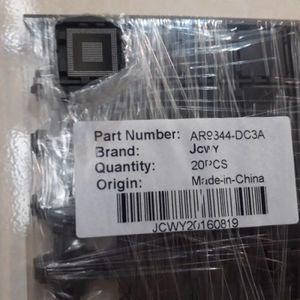 Part Number: AR9344-DC3A
Brand: Jcwy
Quantity: 20PCS
Origin: Made-in-China
JCWY20160819